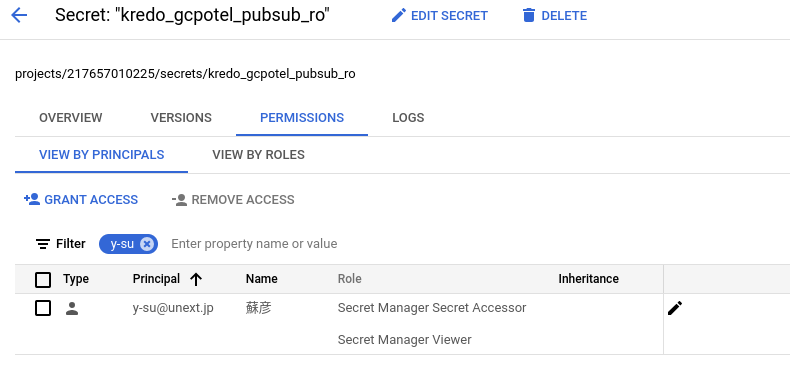 Secret: "kredo_gcpotel_pubsub_ro" EDIT SECRET DELETE
projects/217657010225/secrets/kredo_gcpotel_pubsub_ro
OVERVIEW VERSIONS PERMISSIONS LOGS
VIEW BY PRINCIPALS VIEW BY ROLES
GRANT ACCESS REMOVE ACCESS
Filter y-su Enter property name or value
Type Principal Name Role Inheritance
y-su@unext.jp 蘇彦 Secret Manager Secret Accessor
Secret Manager Viewer